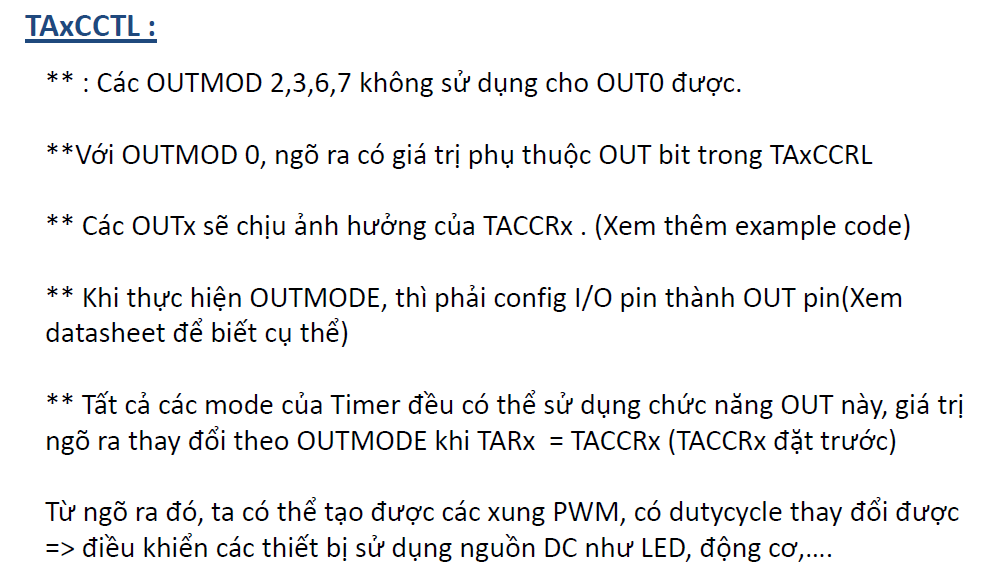 TAxCCTL :
** : Các OUTMOD 2,3,6,7 không sử dụng cho OUT0 được.
**Với OUTMOD 0, ngõ ra có giá trị phụ thuộc OUT bit trong TAxCCRL
** Các OUTx sẽ chịu ảnh hưởng của TACCRx . (Xem thêm example code)
** Khi thực hiện OUTMODE, thì phải config I/O pin thành OUT pin(Xem
datasheet để biết cụ thể)
** Tất cả các mode của Timer đều có thể sử dụng chức năng OUT này, giá trị
ngõ ra thay đổi theo OUTMODE khi TARx  = TACCRx (TACCRx đặt trước)
Từ ngõ ra đó, ta có thể tạo được các xung PWM, có dutycycle thay đổi được
=> điều khiển các thiết bị sử dụng nguồn DC như LED, động cơ,....